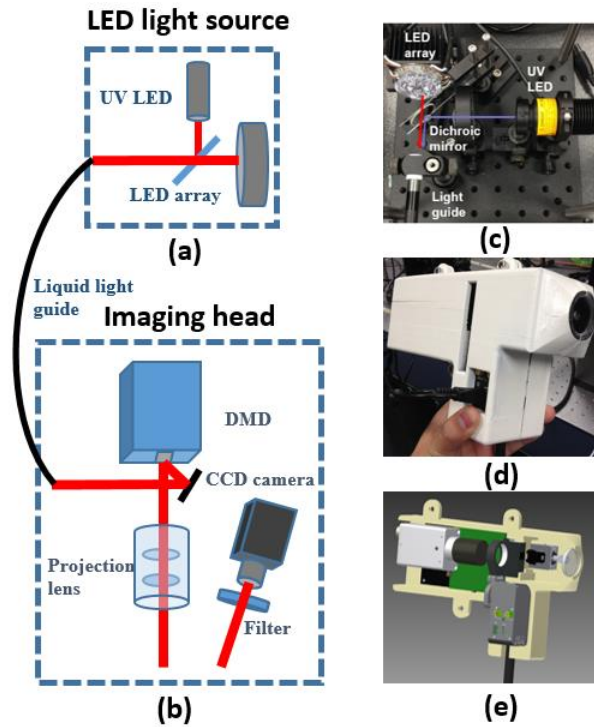 LED light source
UV LED
LED array
(a)
Liquid light
guide
Imaging head
DMD
CCD camera
Projection
lens
Filter
(b)
LED
array
UV
LED
Dichroic
mirror
Light
guide
(c)
(d)
(e)